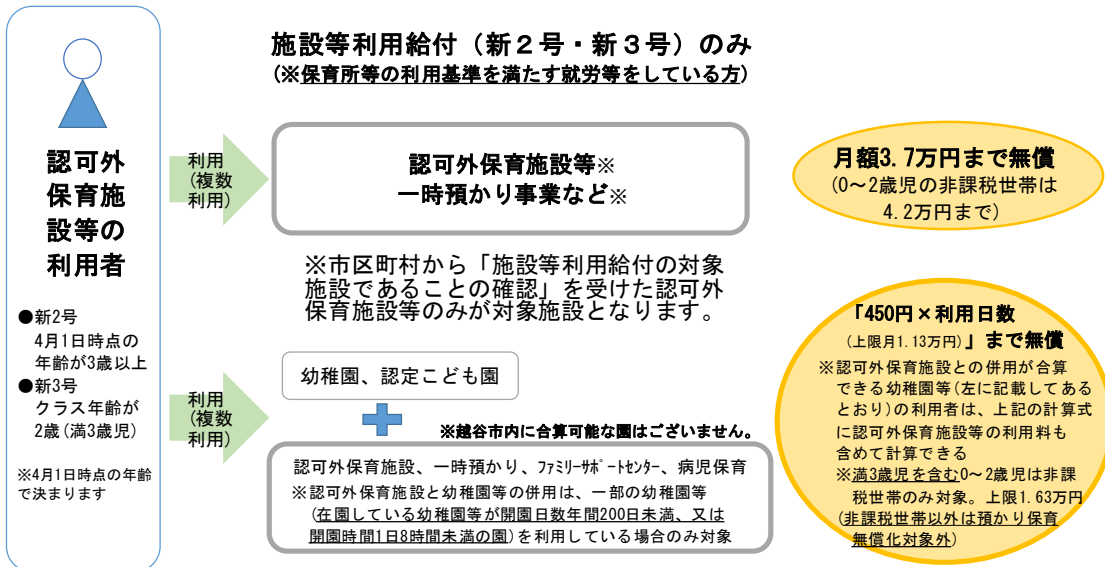 施設等利用給付(新2号・新3号)のみ
(※保育所等の利用基準を満たす就労等をしている方)
認可外
保育施
設等の
利用者
●新2号
4月1日時点の
年齢が3歳以上
●新3号
クラス年齢が
2歳(満3歳児)
※4月1日時点の年齢
で決まります
利用
(複数
利用)
認可外保育施設等※
一時預かり事業など※
月額3.7万円まで無償
(0~2歳児の非課税世帯は
4.2万円まで)
※市区町村から「施設等利用給付の対象
施設であることの確認」を受けた認可外
保育施設等のみが対象施設となります。
利用
(複数
利用)
幼稚園、認定こども園
※越谷市内に合算可能な園はございません。
認可外保育施設、一時預かり、ファミリーサポートセンター、病児保育
※認可外保育施設と幼稚園等の併用は、一部の幼稚園等
(在園している幼稚園等が開園日数年間200日未満、又は
開園時間1日8時間未満の園)を利用している場合のみ対象
「450円×利用日数
(上限月1.13万円)」まで無償
※認可外保育施設との併用が合算
できる幼稚園等(左に記載してある
とおり)の利用者は、上記の計算式
に認可外保育施設等の利用料も
含めて計算できる
※満3歳児を含む0~2歳児は非課
税世帯のみ対象。上限1.63万円
(非課税世帯以外は預かり保育
無償化対象外)